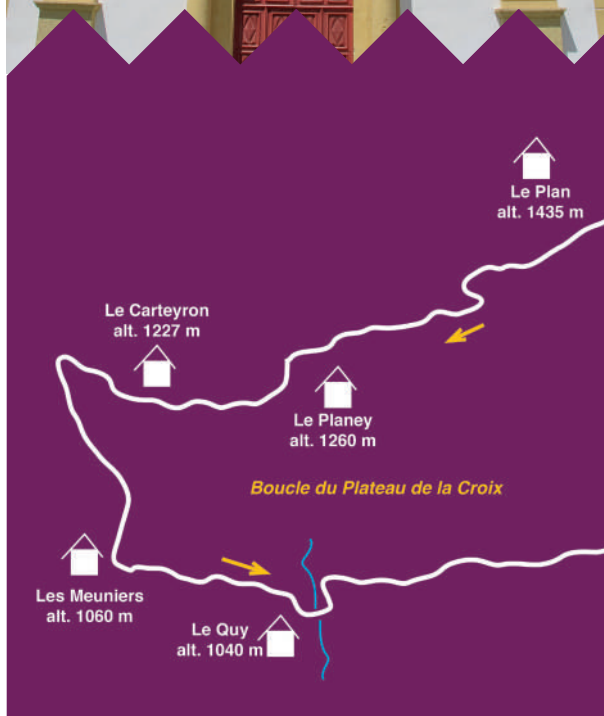 Le Plan
alt. 1435 m
Le Carteyron
alt. 1227 m
Le Planey
alt. 1260 m
Boucle du Plateau de la Croix
Les Meuniers
alt. 1060 m
Le Quy
alt. 1040 m